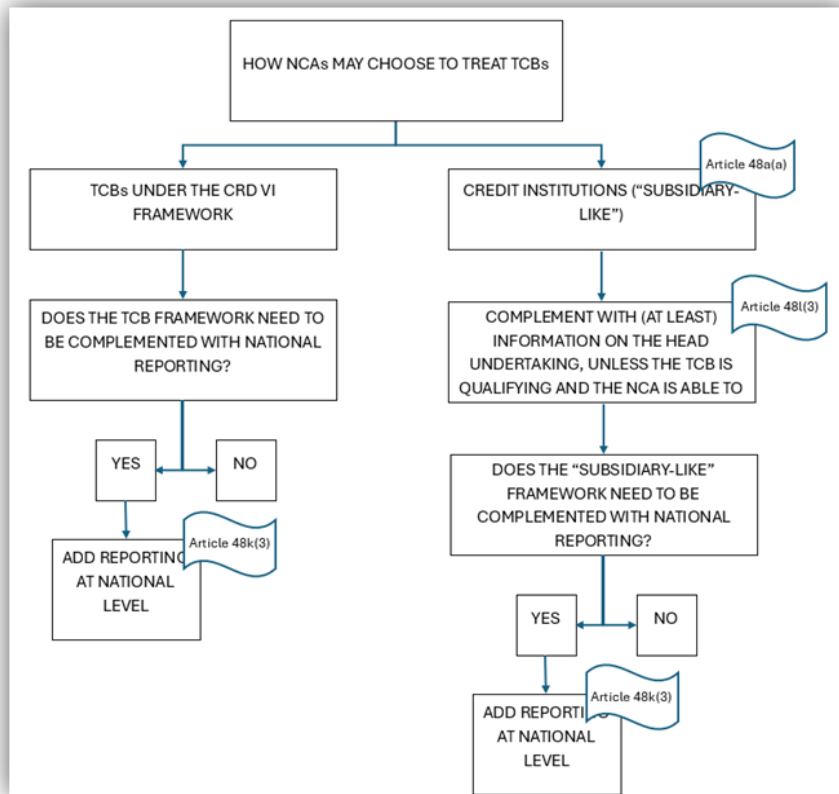 HOW NCAs MAY CHOOSE TO TREAT TCBs
TCBs UNDER THE CRD VI
FRAMEWORK
DOES THE TCB FRAMEWORK NEED TO
BE COMPLEMENTED WITH NATIONAL
REPORTING?
YES
NO
ADD REPORTING
AT NATIONAL
LEVEL
Article 48k(3)
Article 48a(a)
CREDIT INSTITUTIONS (“SUBSIDIARY-
LIKE”)
Article 48l(3)
COMPLEMENT WITH (AT LEAST)
INFORMATION ON THE HEAD
UNDERTAKING, UNLESS THE TCB IS
QUALIFYING AND THE NCA IS ABLE TO
DOES THE “SUBSIDIARY-LIKE”
FRAMEWORK NEED TO BE
COMPLEMENTED WITH NATIONAL
REPORTING?
YES
NO
Article 48k(3)
ADD REPORTING
AT NATIONAL
LEVEL